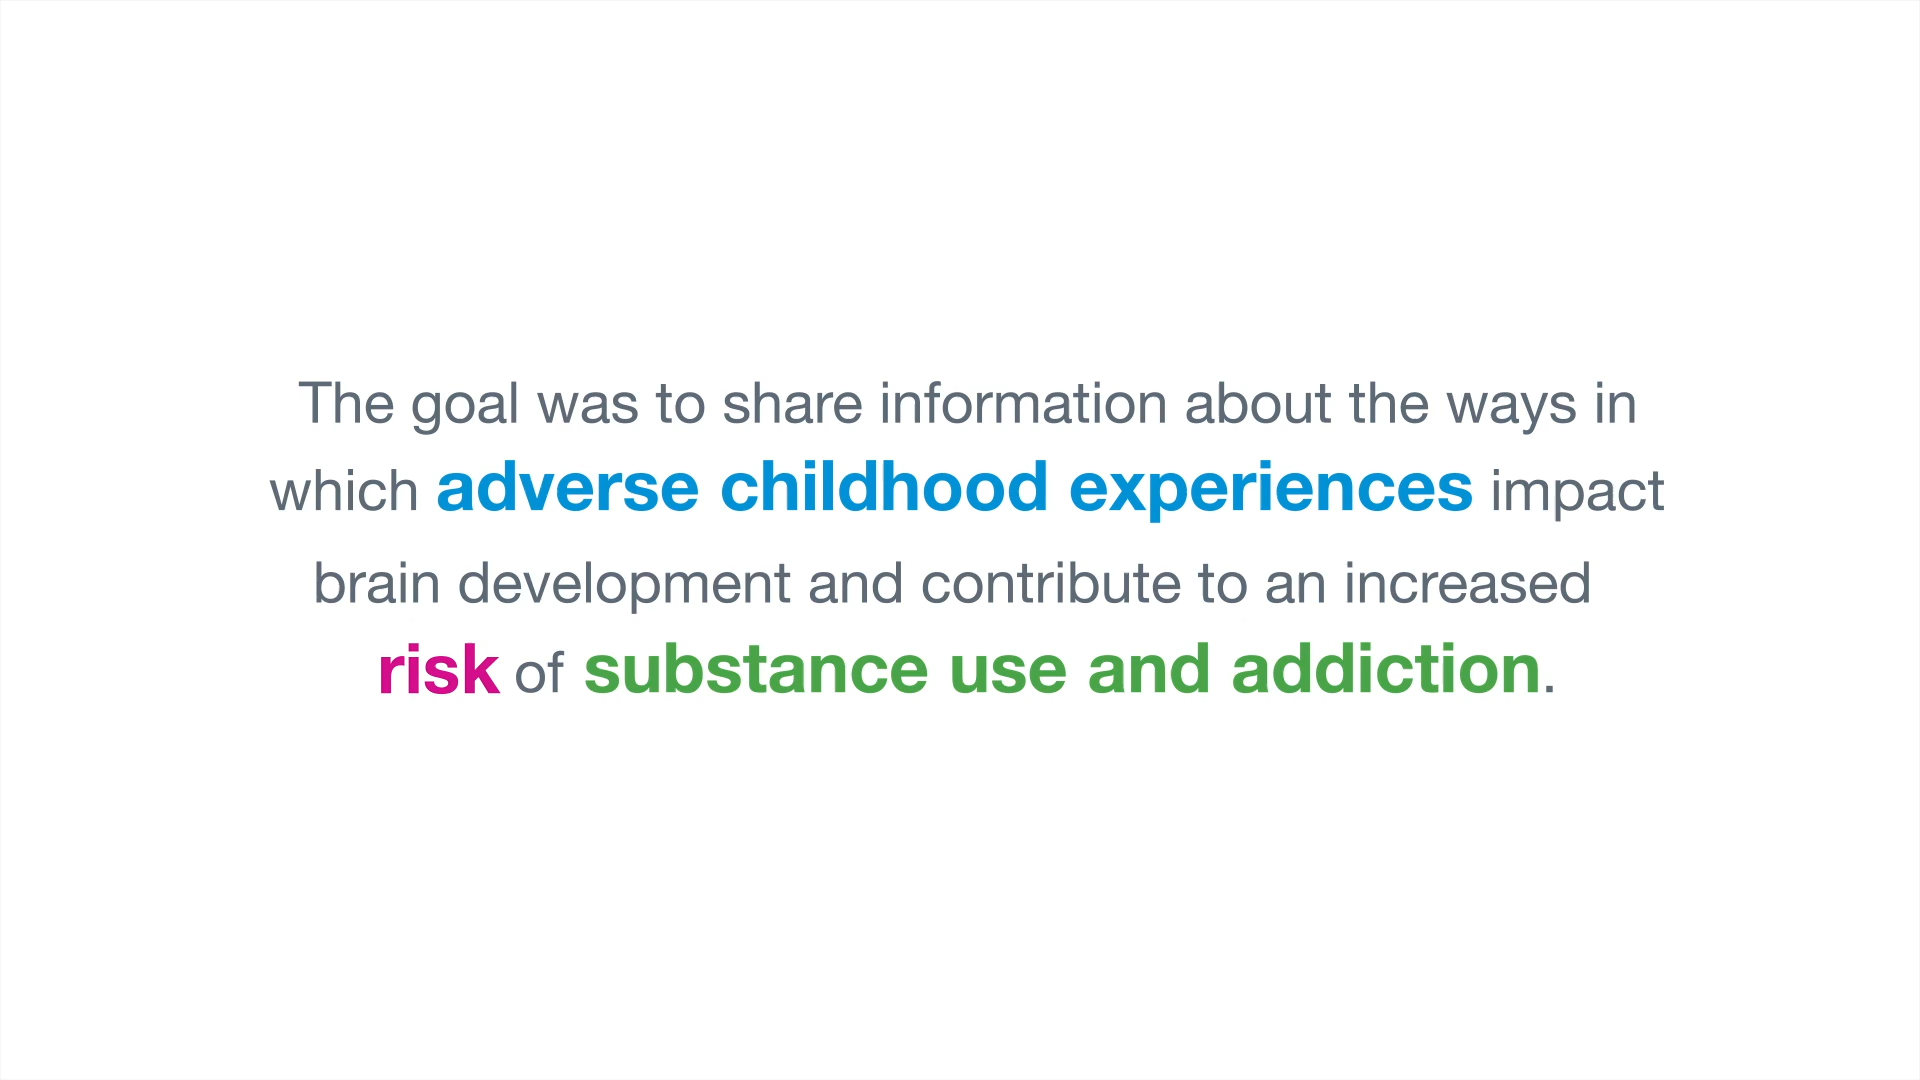 The goal was to share information about the ways in
which adverse childhood experiences impact
brain development and contribute to an increased
risk of substance use and addiction.